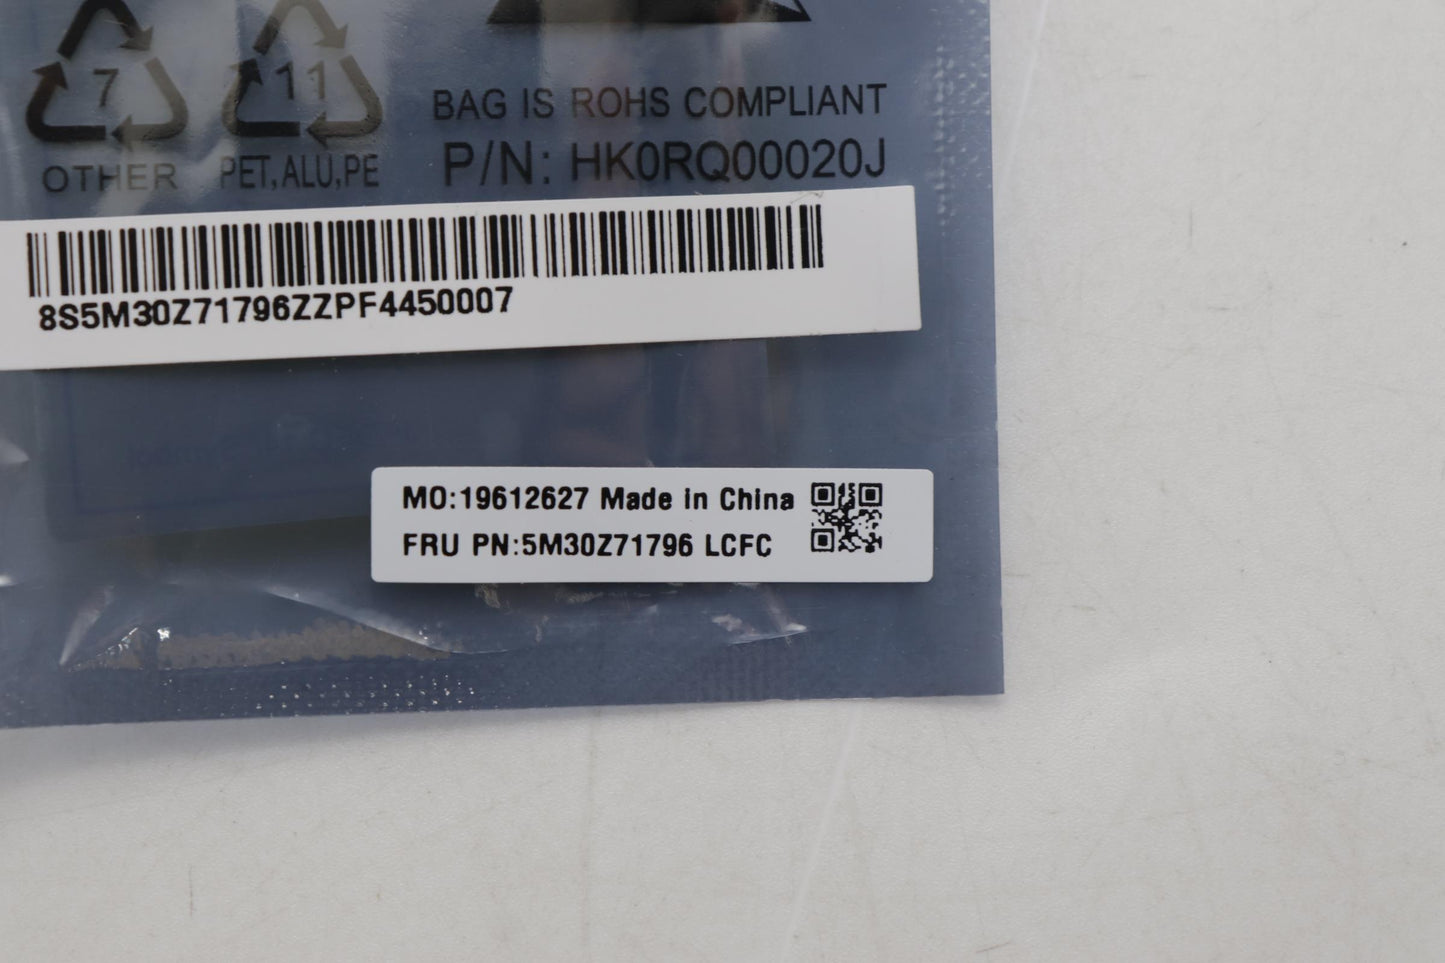 7
11
OTHER
PET,ALU,PE
BAG IS ROHS COMPLIANT
P/N: HK0RQ00020J
8S5M30Z71796ZZPF4450007
MO:19612627 Made in China
FRU PN:5M30Z71796 LCFC